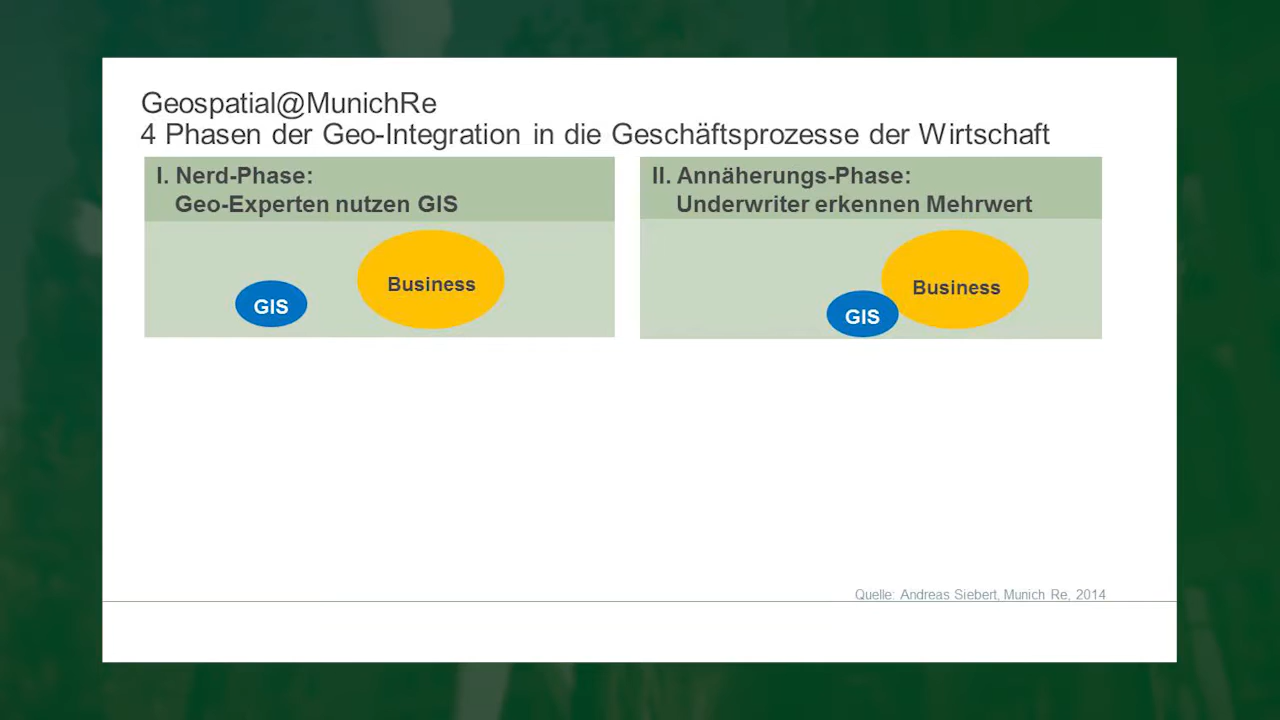 Geospatial@MunichRe
4 Phasen der Geo-Integration in die Geschäftsprozesse der Wirtschaft
I. Nerd-Phase:
Geo-Experten nutzen GIS
GIS
Business
II. Annäherungs-Phase:
Underwriter erkennen Mehrwert
GIS
Business
Quelle: Andreas Siebert, Munich Re, 2014